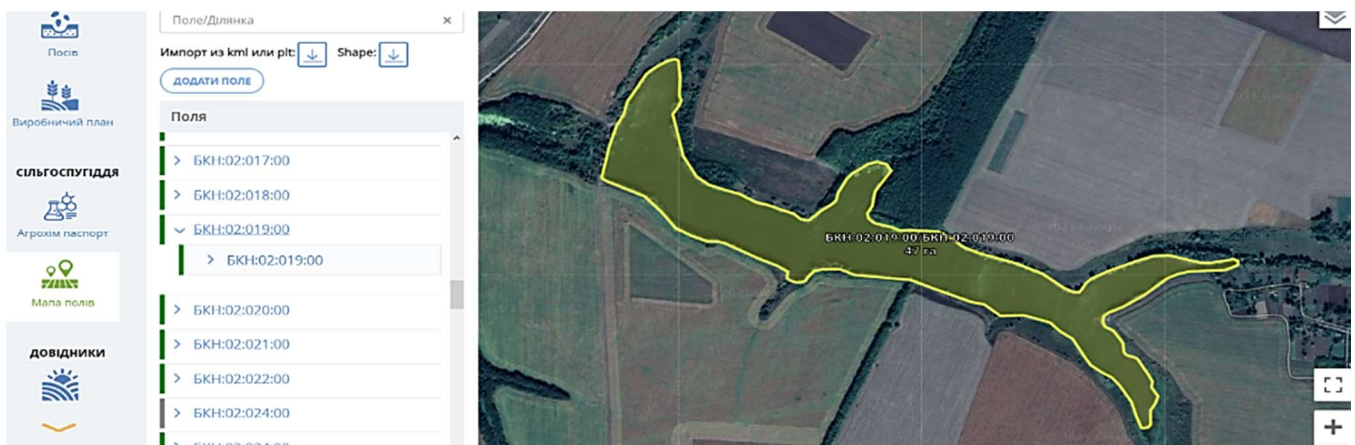 Посів
Виробничий план
СІЛЬГОСПУГІДДЯ
Агрохім паспорт
Мапа полів
ДОВІДНИКИ
Поле/Ділянка ×
Импорт из kml или plt: Shape:
ДОДАТИ ПОЛЕ
Поля
БКН:02:017:00
БКН:02:018:00
БКН:02:019:00
БКН:02:019:00
БКН:02:020:00
БКН:02:021:00
БКН:02:022:00
БКН:02:024:00
БКН:02:019:00/БКН:02:019:00
47 га